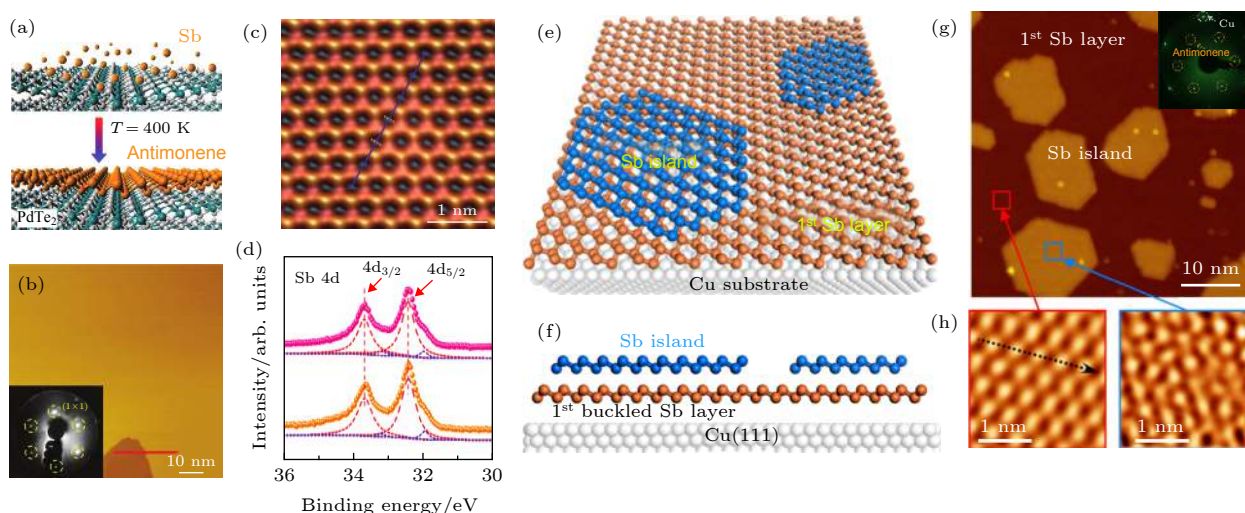 (a)
Sb
T = 400 K
Antimonene
PdTe₂
(b)
(1×1)
10 nm
(c)
1 nm
(d)
Sb 4d
4d₃/₂
4d₅/₂
Intensity/arb. units
36
34
32
30
Binding energy/eV
(e)
Sb island
1ˢᵗ Sb layer
Cu substrate
(f)
Sb island
1ˢᵗ buckled Sb layer
Cu(111)
(g)
1ˢᵗ Sb layer
Cu
Antimonene
Sb island
10 nm
(h)
1 nm
1 nm